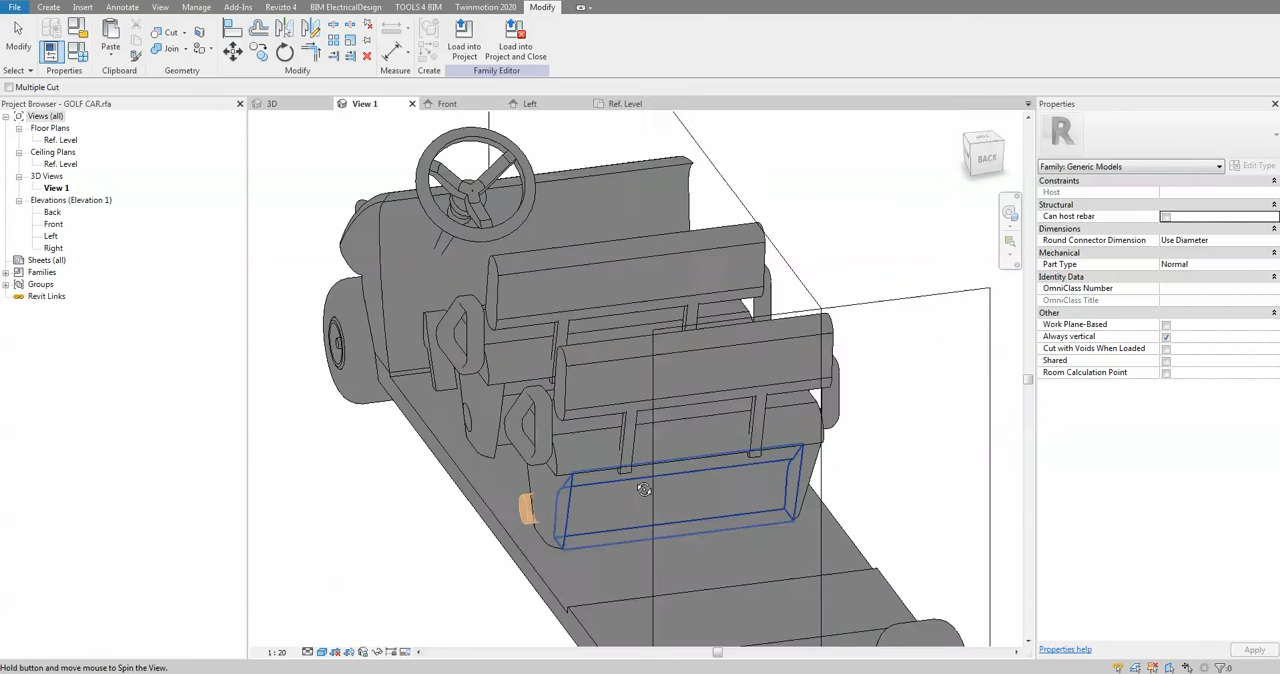 File Create Insert Annotate View Manage Add-Ins Revizto 4 BIM ElectricalDesign TOOLS 4 BIM Twinmotion 2020 Modify
Modify
Paste
Cut
Join
Load into Project
Load into Project and Close
Select Properties Clipboard Geometry Modify Measure Create Family Editor
Multiple Cut
Project Browser - GOLF CAR.rfa
3D View 1 Front Left Ref. Level
Properties
Views (all)
Floor Plans
Ref. Level
Ceiling Plans
Ref. Level
3D Views
View 1
Elevations (Elevation 1)
Back
Front
Left
Right
Sheets (all)
Families
Groups
Revit Links
BACK
R
Family: Generic Models Edit Type
Constraints
Host
Structural
Can host rebar
Dimensions
Round Connector Dimension Use Diameter
Mechanical
Part Type Normal
Identity Data
OmniClass Number
OmniClass Title
Other
Work Plane-Based
Always vertical
Cut with Voids When Loaded
Shared
Room Calculation Point
1 : 20
Properties help Apply
Hold button and move mouse to Spin the View.
:0